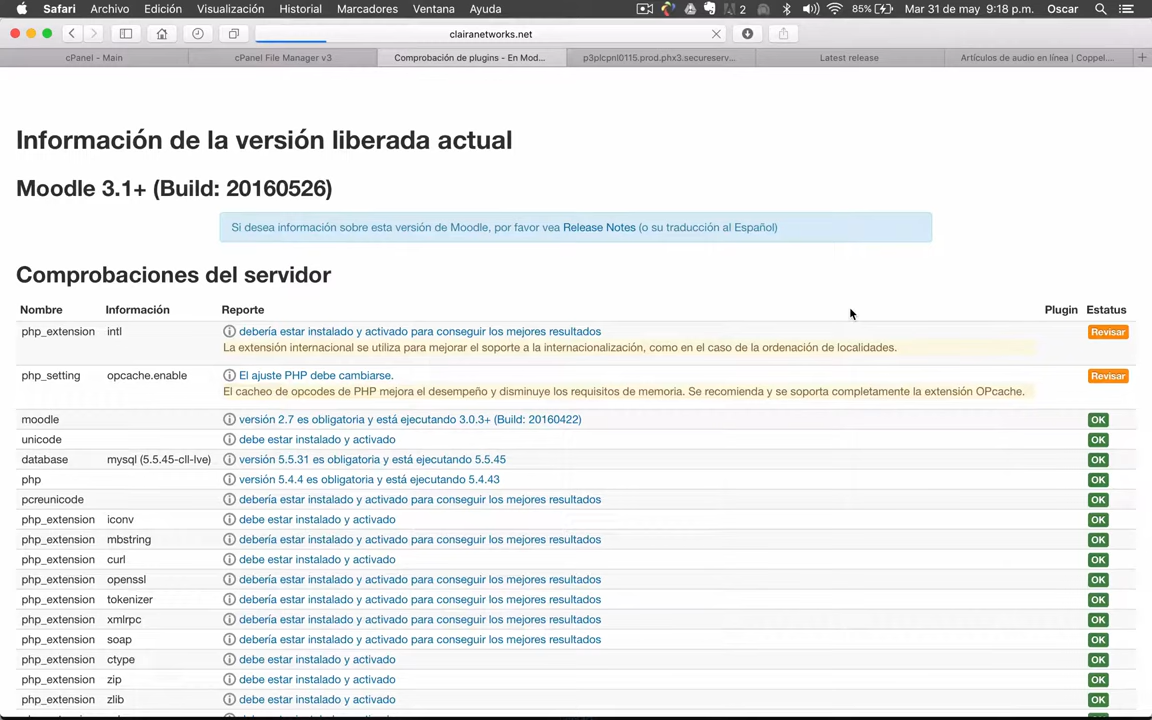 Safari Archivo Edición Visualización Historial Marcadores Ventana Ayuda 2 85% Mar 31 de may 9:18 p.m. Oscar
clairanetworks.net
cPanel - Main cPanel File Manager v3 Comprobación de plugins - En Mod... p3plcpnl0115.prod.phx3.secureserv... Latest release Artículos de audio en línea | Coppel....
Información de la versión liberada actual
Moodle 3.1+ (Build: 20160526)
Si desea información sobre esta versión de Moodle, por favor vea Release Notes (o su traducción al Español)
Comprobaciones del servidor
Nombre Información Reporte Plugin Estatus
php_extension intl debería estar instalado y activado para conseguir los mejores resultados Revisar
La extensión internacional se utiliza para mejorar el soporte a la internacionalización, como en el caso de la ordenación de localidades.
php_setting opcache.enable El ajuste PHP debe cambiarse. Revisar
El cacheo de opcodes de PHP mejora el desempeño y disminuye los requisitos de memoria. Se recomienda y se soporta completamente la extensión OPcache.
moodle versión 2.7 es obligatoria y está ejecutando 3.0.3+ (Build: 20160422) OK
unicode debe estar instalado y activado OK
database mysql (5.5.45-cll-lve) versión 5.5.31 es obligatoria y está ejecutando 5.5.45 OK
php versión 5.4.4 es obligatoria y está ejecutando 5.4.43 OK
pcreunicode debería estar instalado y activado para conseguir los mejores resultados OK
php_extension iconv debe estar instalado y activado OK
php_extension mbstring debería estar instalado y activado para conseguir los mejores resultados OK
php_extension curl debe estar instalado y activado OK
php_extension openssl debería estar instalado y activado para conseguir los mejores resultados OK
php_extension tokenizer debería estar instalado y activado para conseguir los mejores resultados OK
php_extension xmlrpc debería estar instalado y activado para conseguir los mejores resultados OK
php_extension soap debería estar instalado y activado para conseguir los mejores resultados OK
php_extension ctype debe estar instalado y activado OK
php_extension zip debe estar instalado y activado OK
php_extension zlib debe estar instalado y activado OK